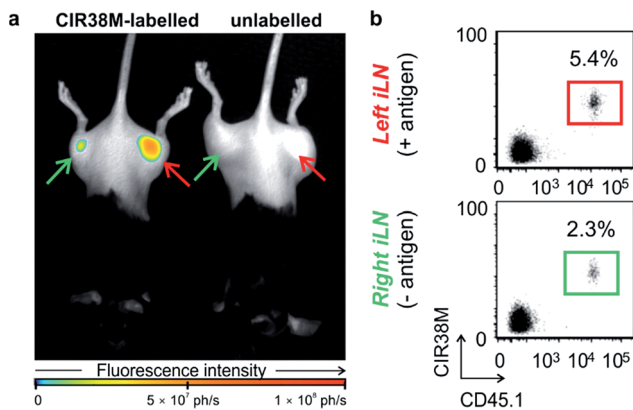 a
CIR38M-labelled unlabelled
Fluorescence intensity
0 5 × 10⁷ ph/s 1 × 10⁸ ph/s
b
Left iLN
(+ antigen)
100
5.4%
0
0 10³ 10⁴ 10⁵
Right iLN
(- antigen)
100
2.3%
0
0 10³ 10⁴ 10⁵
CIR38M
CD45.1